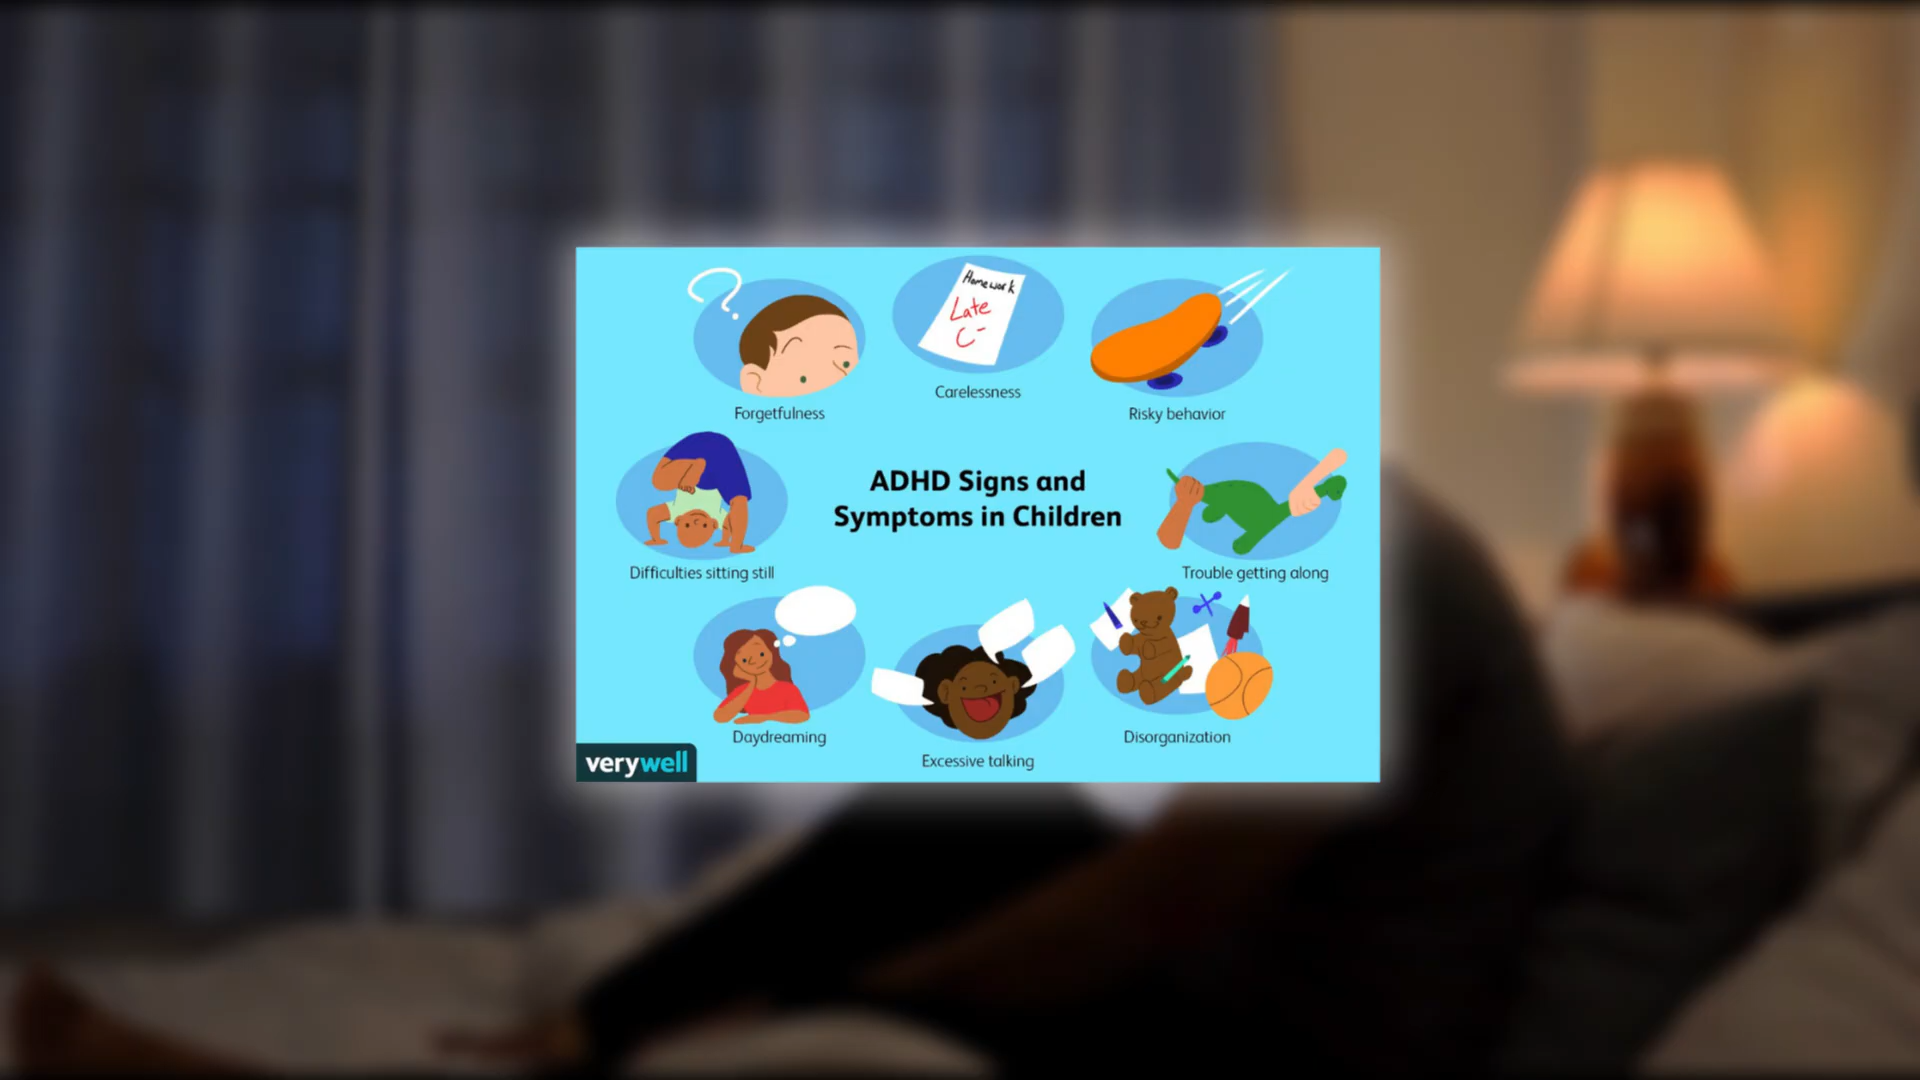 Homework
Late
C-
Forgetfulness
Carelessness
Risky behavior
ADHD Signs and
Symptoms in Children
Difficulties sitting still
Trouble getting along
Daydreaming
Excessive talking
Disorganization
verywell